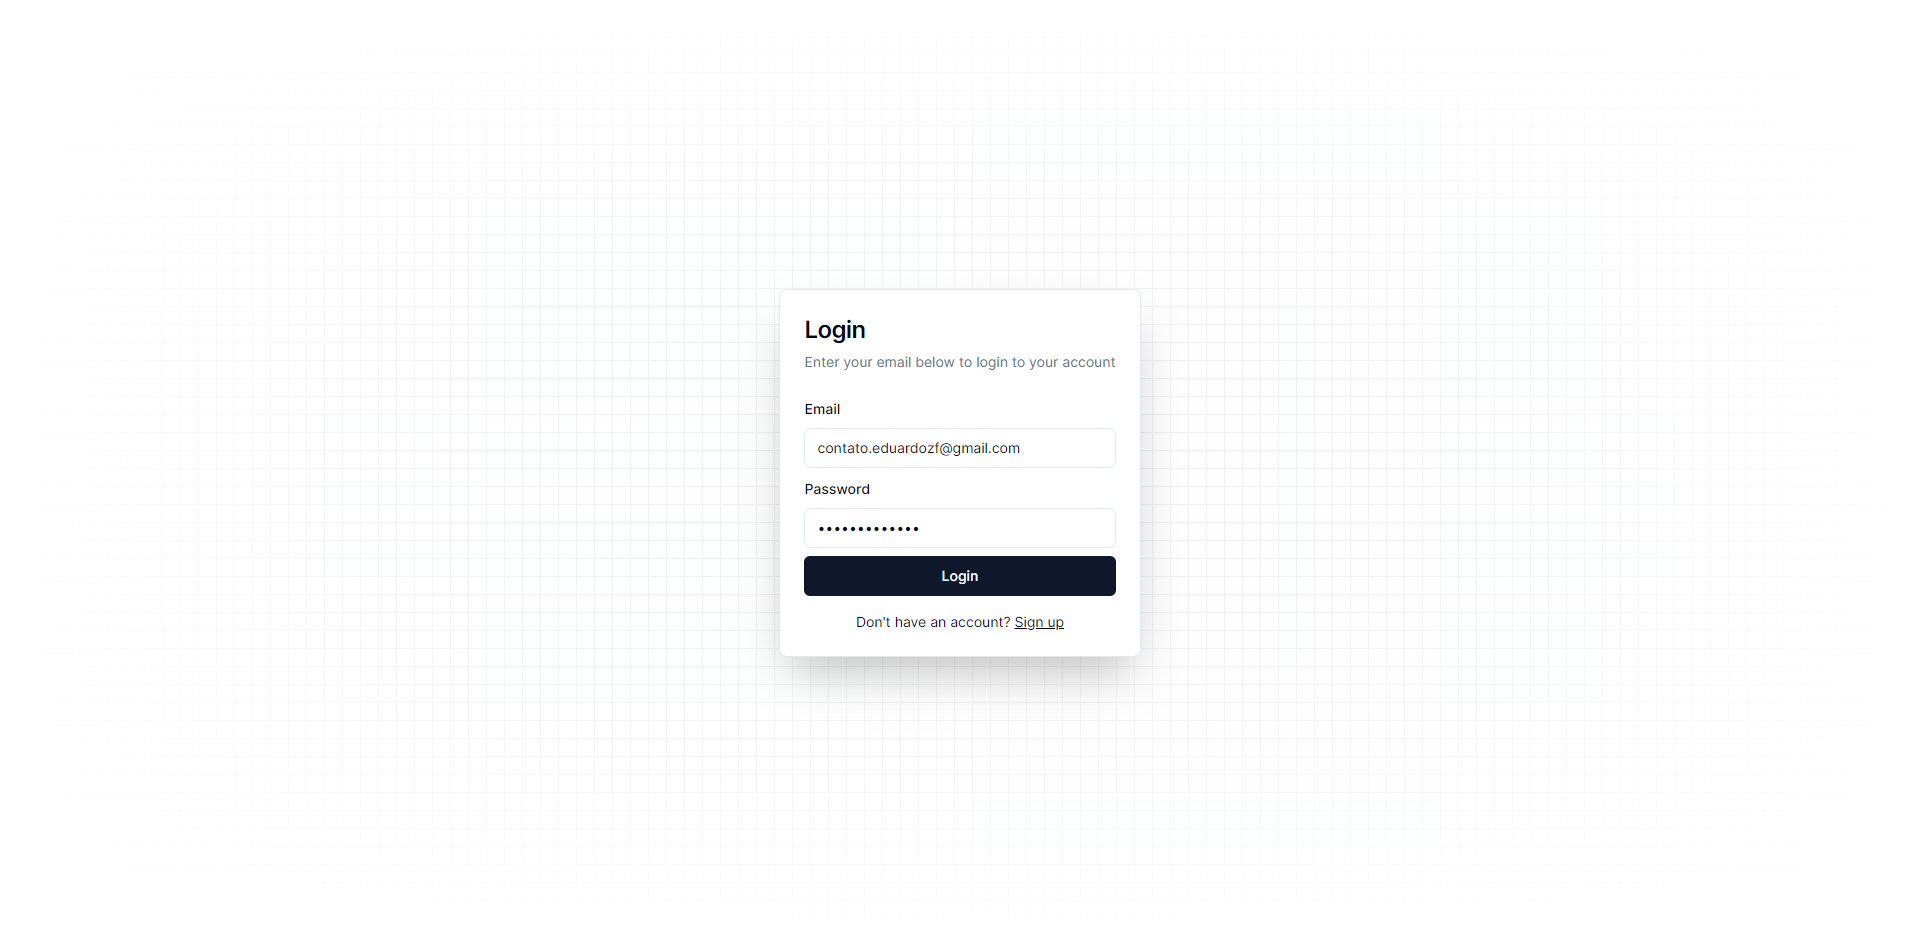 Login
Enter your email below to login to your account
Email
contato.eduardozf@gmail.com
Password
•••••••••••••
Login
Don't have an account? Sign up